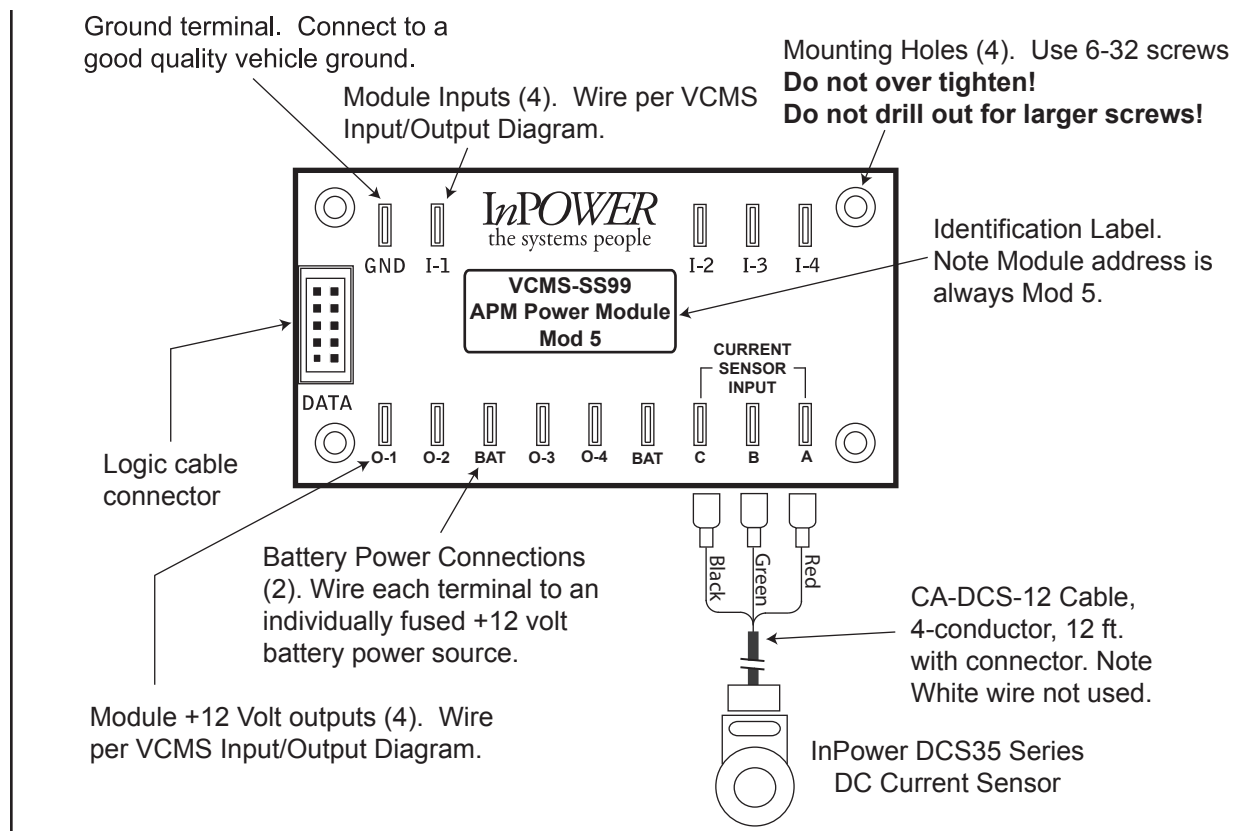 Ground terminal. Connect to a
good quality vehicle ground.
Module Inputs (4). Wire per VCMS
Input/Output Diagram.
Mounting Holes (4). Use 6-32 screws
Do not over tighten!
Do not drill out for larger screws!
InPOWER
the systems people
GND I-1
I-2 I-3 I-4
Identification Label.
Note Module address is
always Mod 5.
VCMS-SS99
APM Power Module
Mod 5
CURRENT
SENSOR
INPUT
DATA
O-1 O-2 BAT O-3 O-4 BAT C B A
Logic cable
connector
Battery Power Connections
(2). Wire each terminal to an
individually fused +12 volt
battery power source.
Black
Green
Red
CA-DCS-12 Cable,
4-conductor, 12 ft.
with connector. Note
White wire not used.
Module +12 Volt outputs (4). Wire
per VCMS Input/Output Diagram.
InPower DCS35 Series
DC Current Sensor